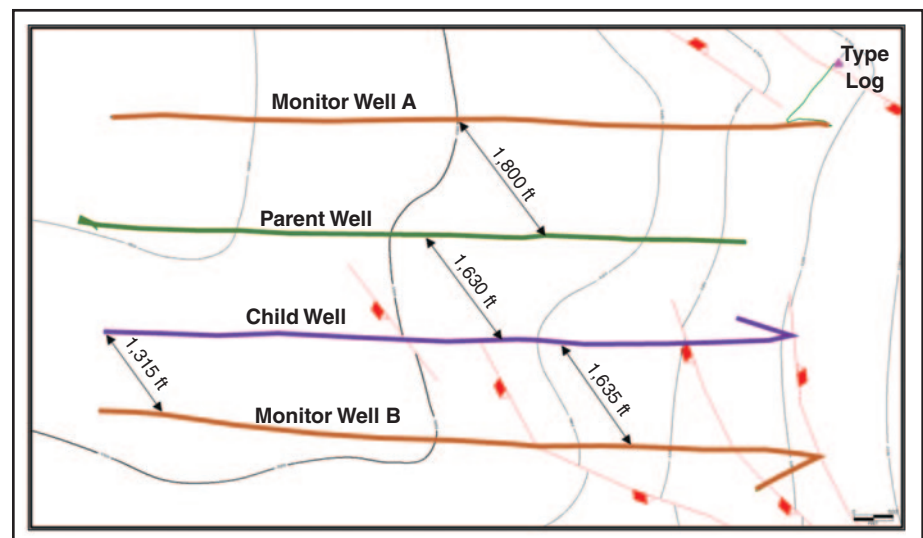 Type
Log
Monitor Well A
1,800 ft
Parent Well
1,630 ft
Child Well
1,315 ft
1,635 ft
Monitor Well B